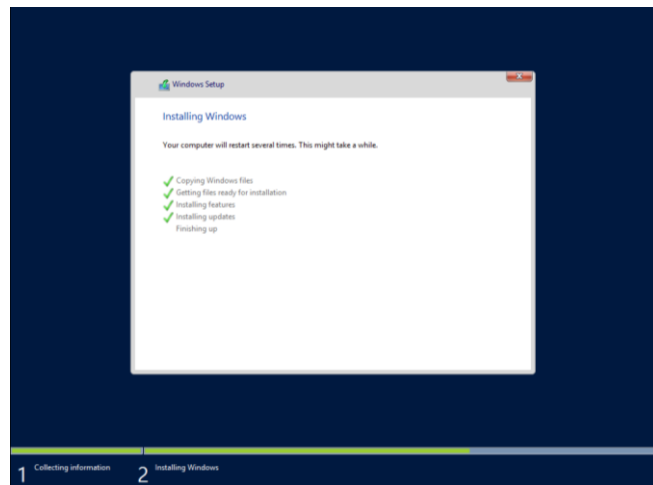 Windows Setup
Installing Windows
Your computer will restart several times. This might take a while.
Copying Windows files
Getting files ready for installation
Installing features
Installing updates
Finishing up
1 Collecting information
2 Installing Windows